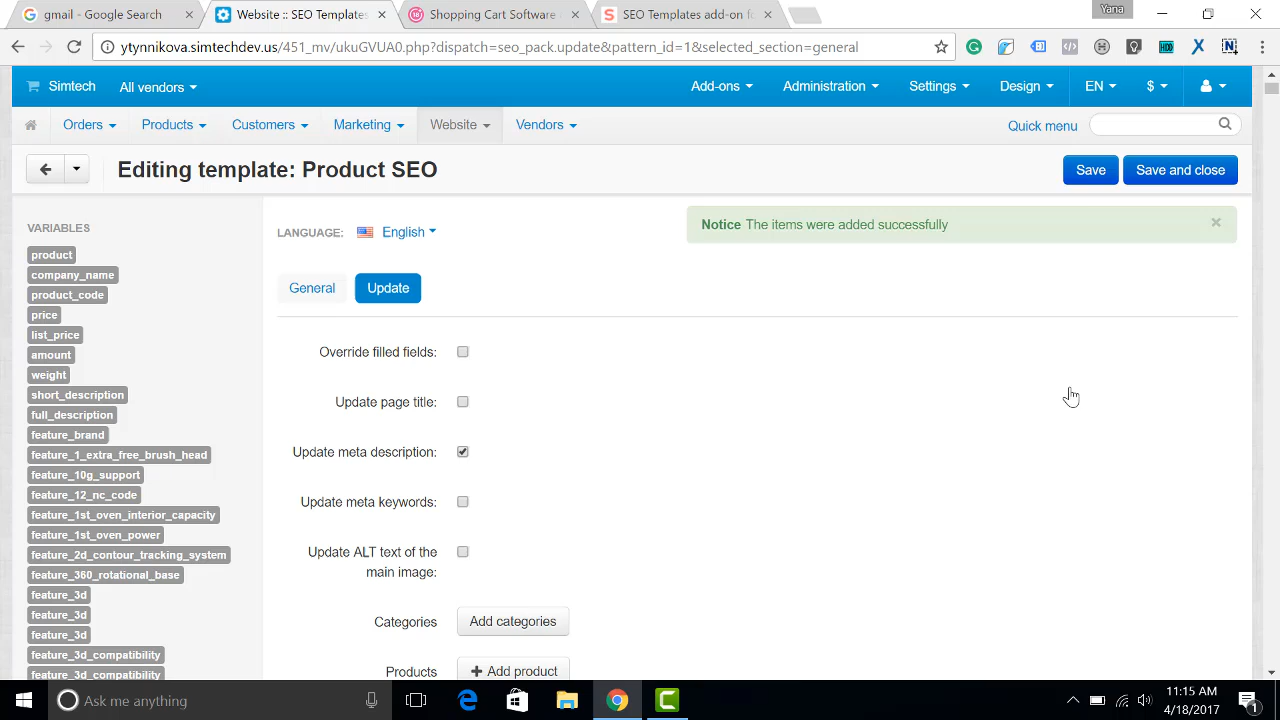 gmail - Google Search
Website :: SEO Templates
Shopping Cart Software
SEO Templates add-on fo
Yana
ytynnikova.simtechdev.us/451_mv/ukuGVUA0.php?dispatch=seo_pack.update&pattern_id=1&selected_section=general
Simtech
All vendors
Add-ons
Administration
Settings
Design
EN
$
Orders
Products
Customers
Marketing
Website
Vendors
Quick menu
Editing template: Product SEO
Save
Save and close
VARIABLES
product
company_name
product_code
price
list_price
amount
weight
short_description
full_description
feature_brand
feature_1_extra_free_brush_head
feature_10g_support
feature_12_nc_code
feature_1st_oven_interior_capacity
feature_1st_oven_power
feature_2d_contour_tracking_system
feature_360_rotational_base
feature_3d
feature_3d
feature_3d
feature_3d_compatibility
feature_3d_compatibility
LANGUAGE:
English
Notice The items were added successfully
General
Update
Override filled fields:
Update page title:
Update meta description:
Update meta keywords:
Update ALT text of the
main image:
Categories
Add categories
Products
Add product
Ask me anything
11:15 AM
4/18/2017
1